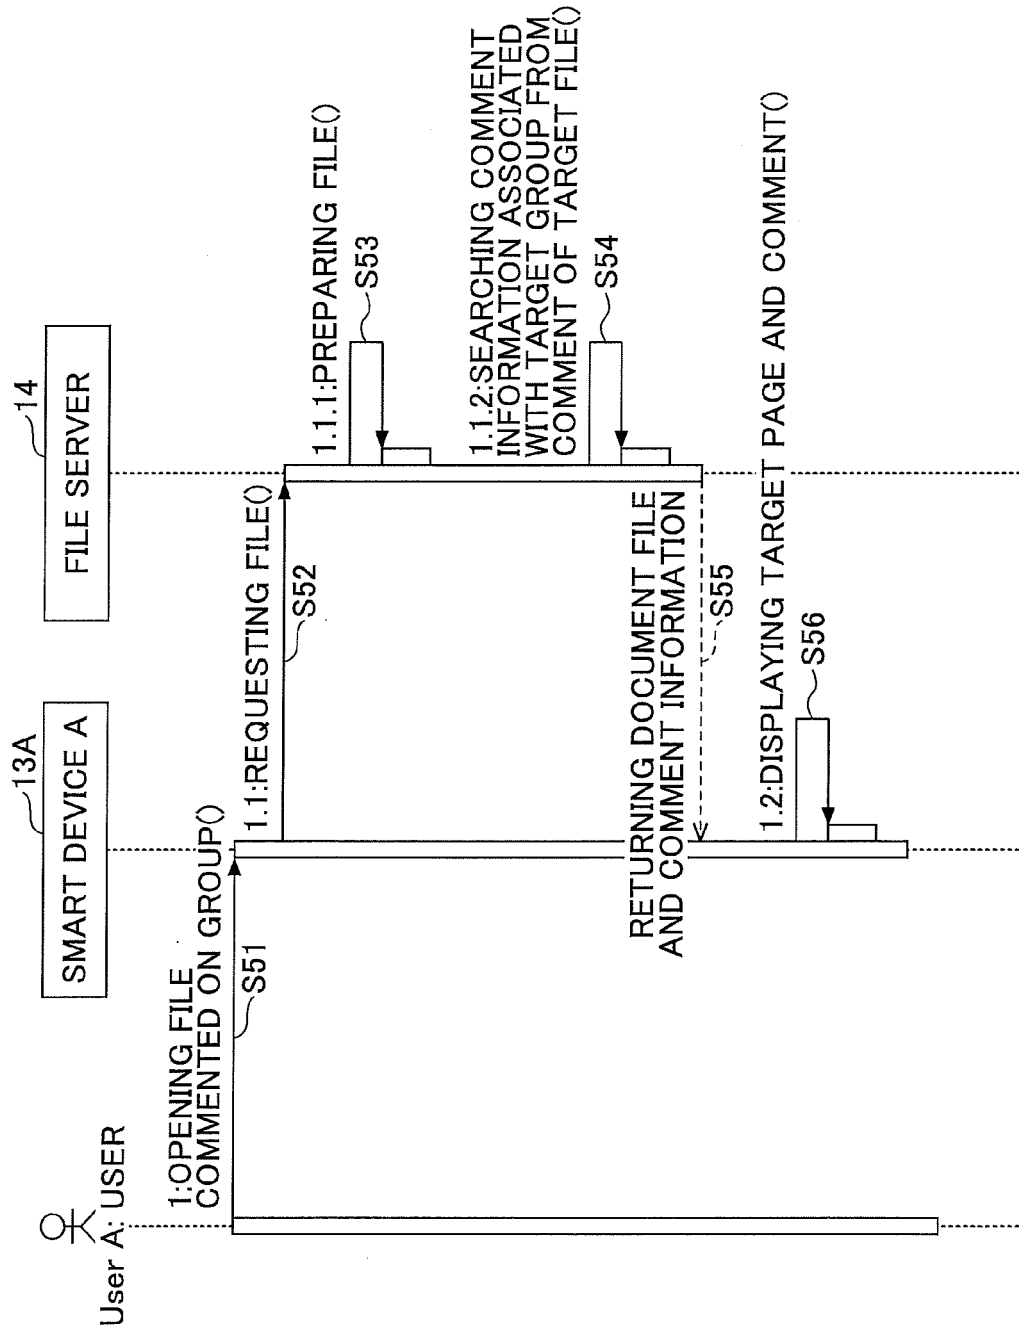 User A: USER
13A
SMART DEVICE A
14
FILE SERVER
1:OPENING FILE
COMMENTED ON GROUP()
S51
1.1:REQUESTING FILE()
S52
1.1.1:PREPARING FILE()
S53
1.1.2:SEARCHING COMMENT
INFORMATION ASSOCIATED
WITH TARGET GROUP FROM
COMMENT OF TARGET FILE()
S54
RETURNING DOCUMENT FILE
AND COMMENT INFORMATION
S55
1.2:DISPLAYING TARGET PAGE AND COMMENT()
S56